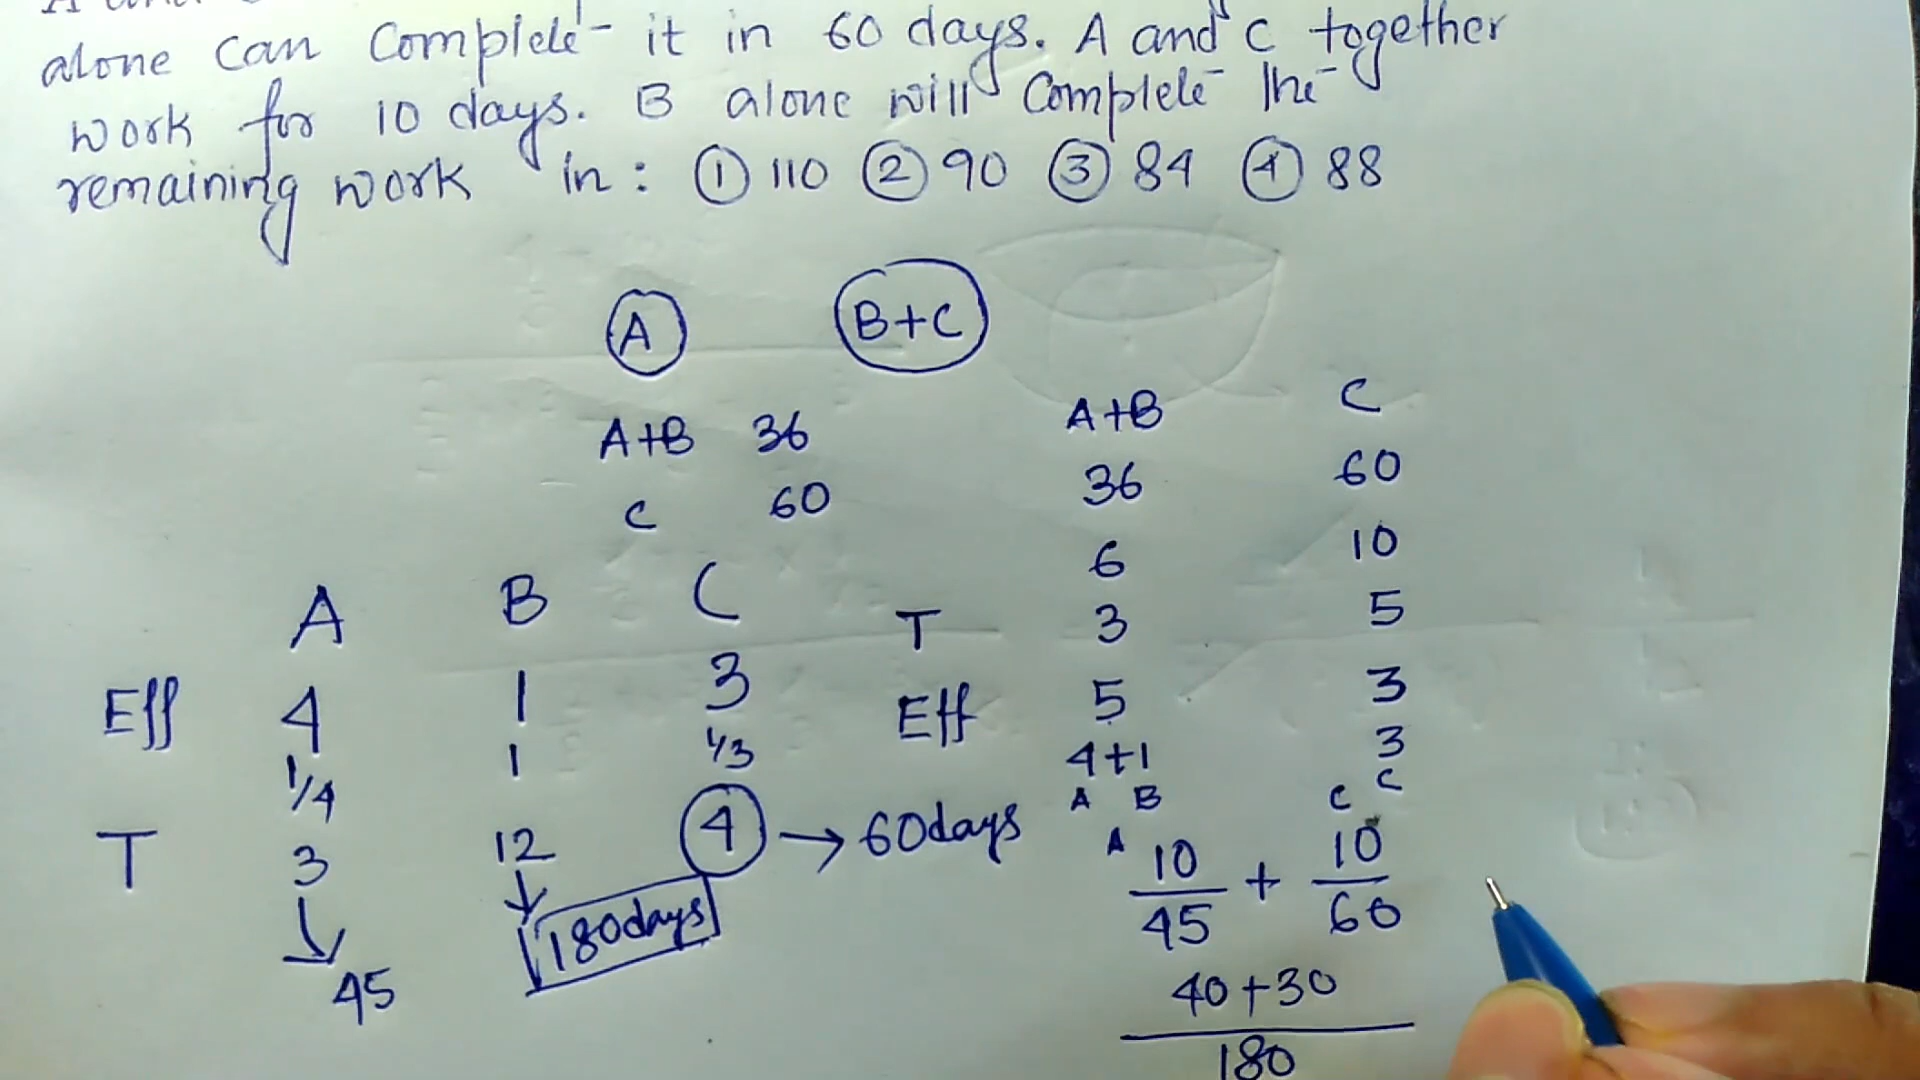 alone can complete it in 60 days. A and C together
work for 10 days. B alone will complete the
remaining work in: ① 110 ② 90 ③ 84 ④ 88
A B+C
A+B 36
C 60
A B C
Eff 4 1 3
1/4 1 1/3
T 3 12 4 → 60days
↓ ↓
45 180days
A+B C
36 60
6 10
T 3 5
Eff 5 3
4+1 3
A B C
A 10/45 + C 10/60
40+30
180